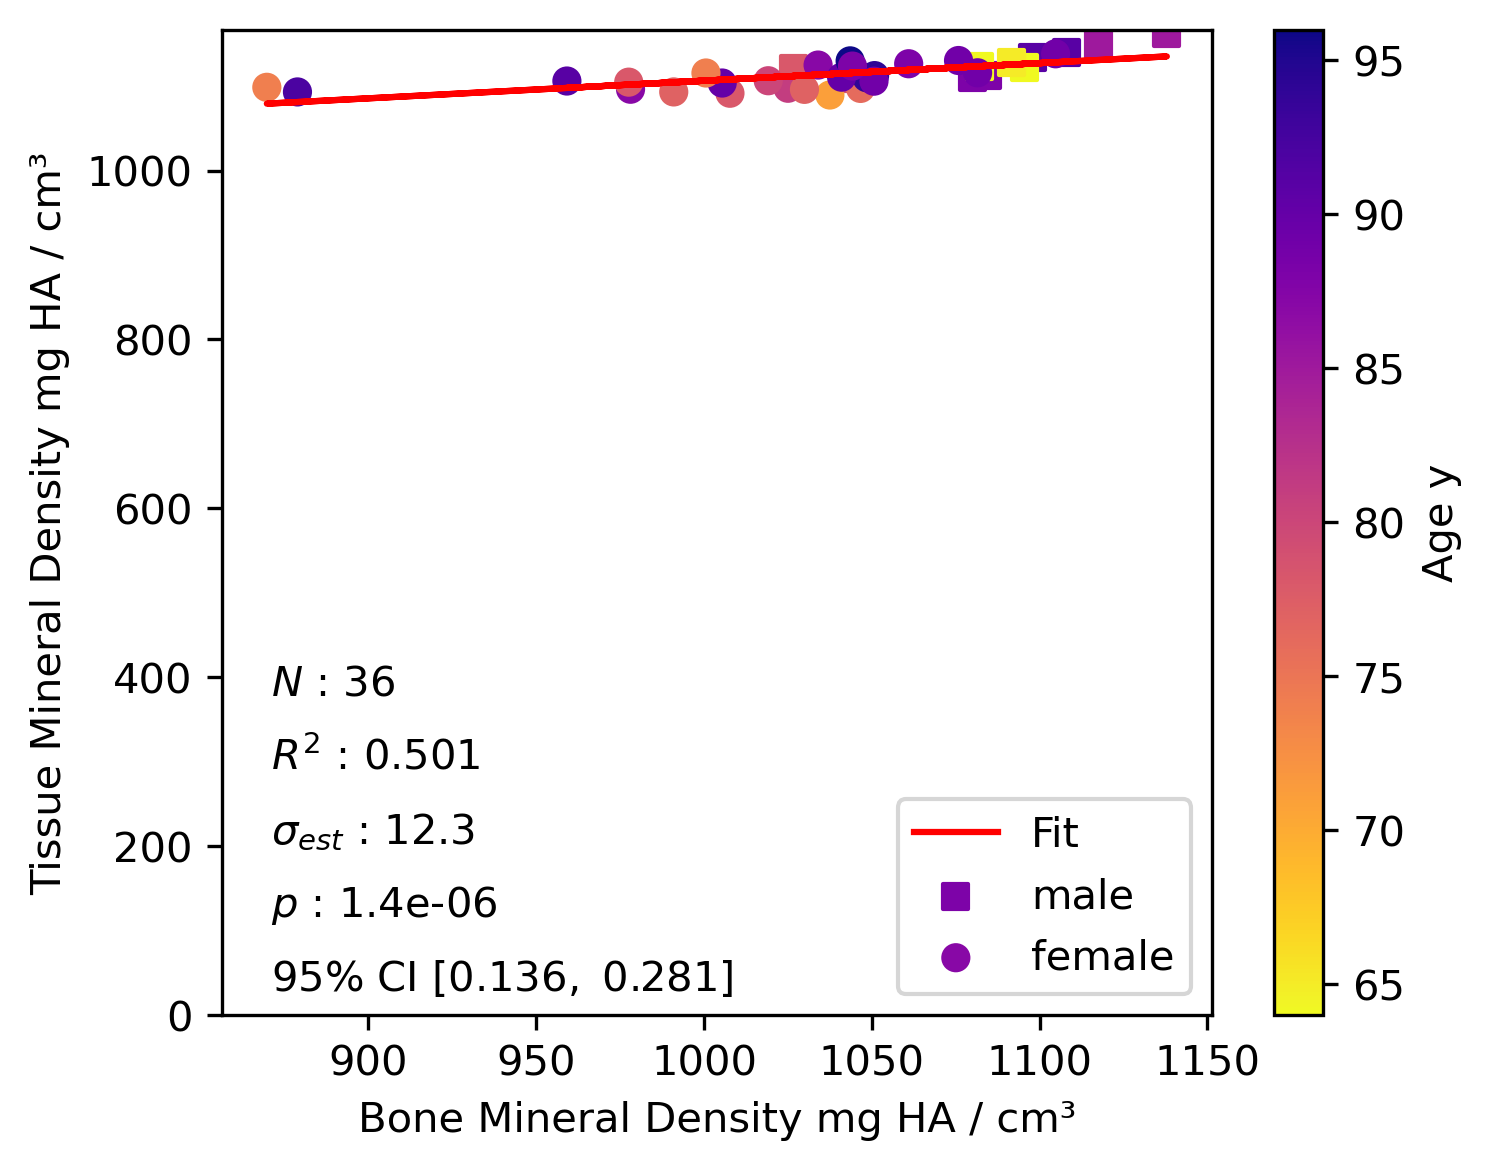 Tissue Mineral Density mg HA / cm³
1000
800
600
400
200
0
N : 36
R² : 0.501
σest : 12.3
p : 1.4e-06
95% CI [0.136, 0.281]
Fit
male
female
900 950 1000 1050 1100 1150
Bone Mineral Density mg HA / cm³
95
90
85
80
75
70
65
Age y